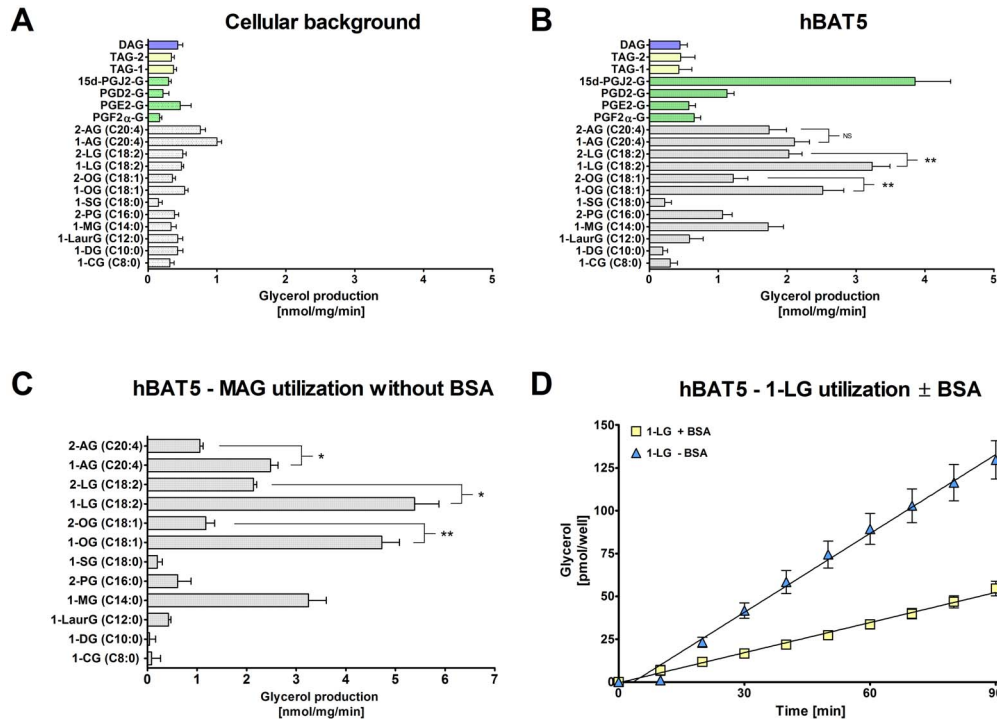 A
Cellular background
DAG
TAG-2
TAG-1
15d-PGJ2-G
PGD2-G
PGE2-G
PGF2α-G
2-AG (C20:4)
1-AG (C20:4)
2-LG (C18:2)
1-LG (C18:2)
2-OG (C18:1)
1-OG (C18:1)
1-SG (C18:0)
2-PG (C16:0)
1-MG (C14:0)
1-LaurG (C12:0)
1-DG (C10:0)
1-CG (C8:0)
0 1 2 3 4 5
Glycerol production
[nmol/mg/min]
B
hBAT5
DAG
TAG-2
TAG-1
15d-PGJ2-G
PGD2-G
PGE2-G
PGF2α-G
2-AG (C20:4)
1-AG (C20:4)
2-LG (C18:2)
1-LG (C18:2)
2-OG (C18:1)
1-OG (C18:1)
1-SG (C18:0)
2-PG (C16:0)
1-MG (C14:0)
1-LaurG (C12:0)
1-DG (C10:0)
1-CG (C8:0)
NS
**
**
0 1 2 3 4 5
Glycerol production
[nmol/mg/min]
C
hBAT5 - MAG utilization without BSA
2-AG (C20:4)
1-AG (C20:4)
2-LG (C18:2)
1-LG (C18:2)
2-OG (C18:1)
1-OG (C18:1)
1-SG (C18:0)
2-PG (C16:0)
1-MG (C14:0)
1-LaurG (C12:0)
1-DG (C10:0)
1-CG (C8:0)
*
*
**
0 1 2 3 4 5 6 7
Glycerol production
[nmol/mg/min]
D
hBAT5 - 1-LG utilization ± BSA
1-LG + BSA
1-LG - BSA
Glycerol
[pmol/well]
150
125
100
75
50
25
0
0 30 60 90
Time [min]